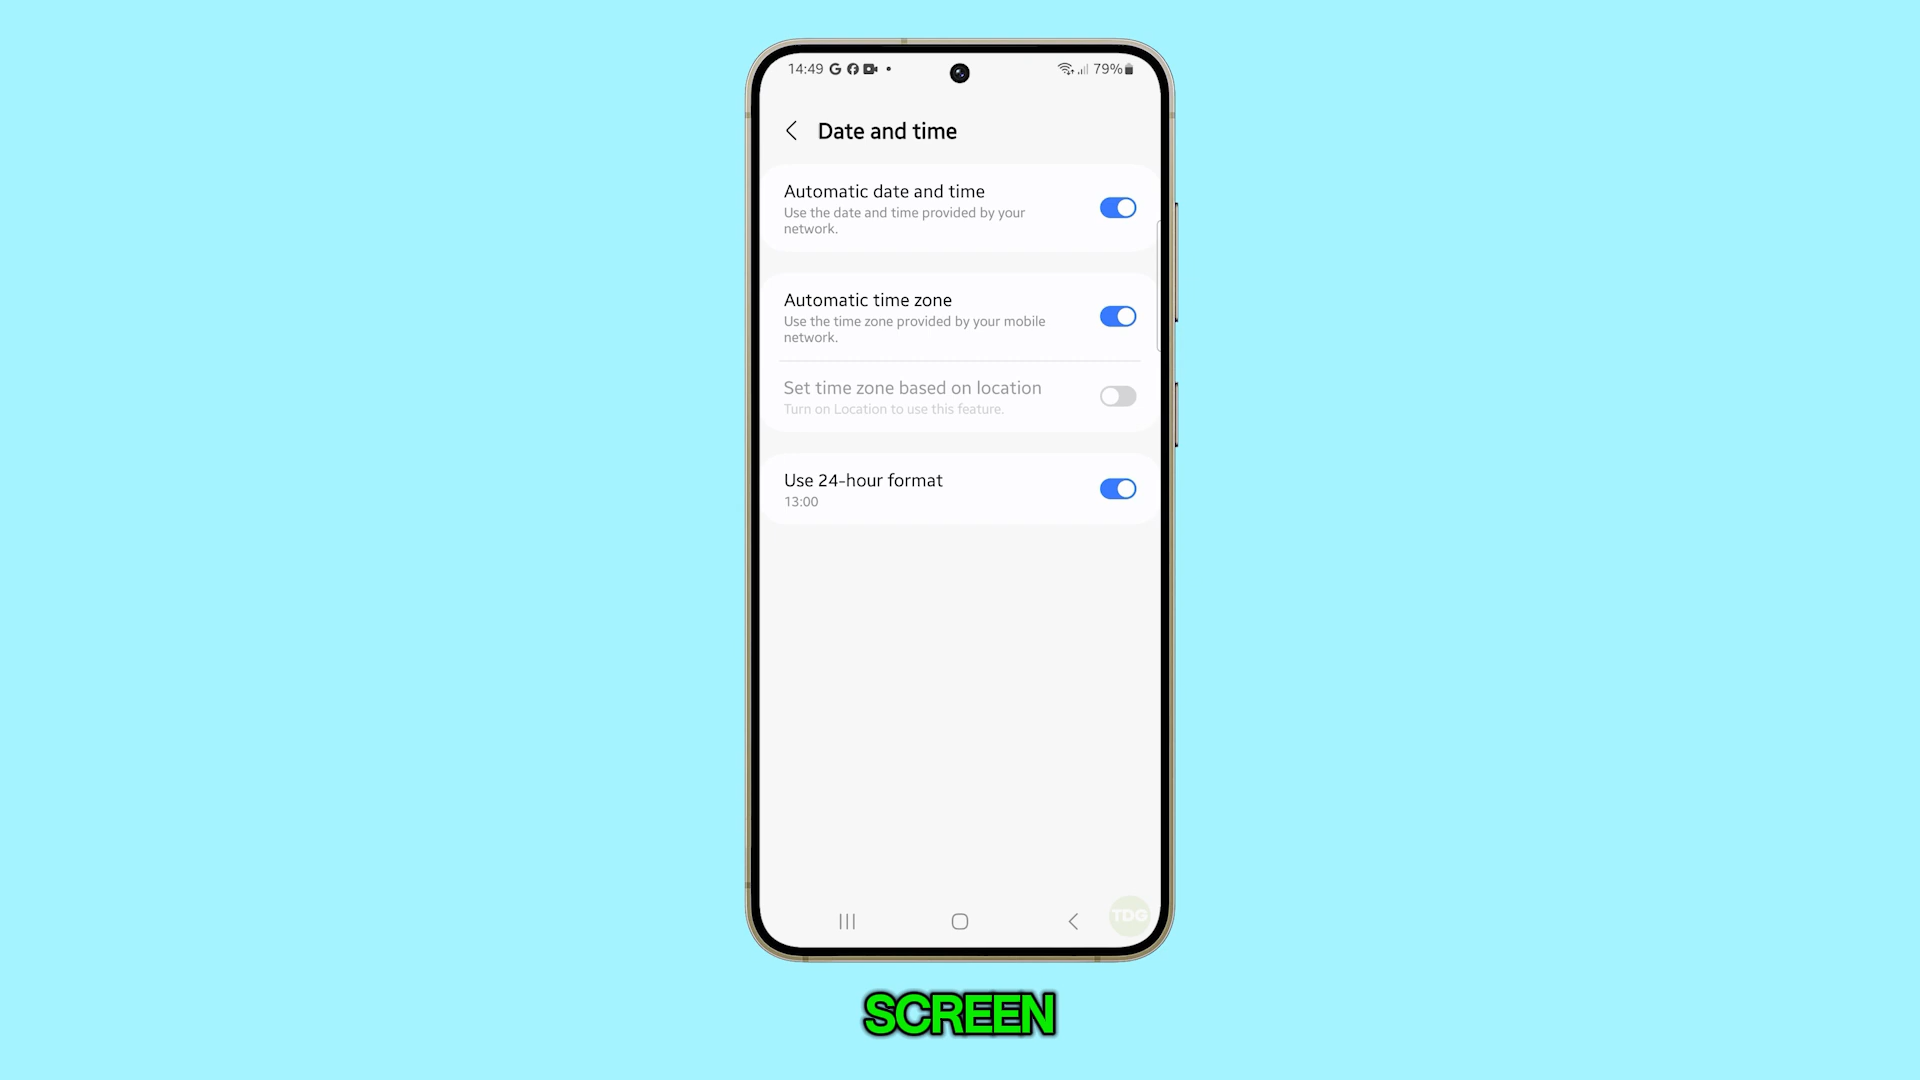 14:49
79%
Date and time
Automatic date and time
Use the date and time provided by your
network.
Automatic time zone
Use the time zone provided by your mobile
network.
Set time zone based on location
Turn on Location to use this feature.
Use 24-hour format
13:00
TDG
SCREEN